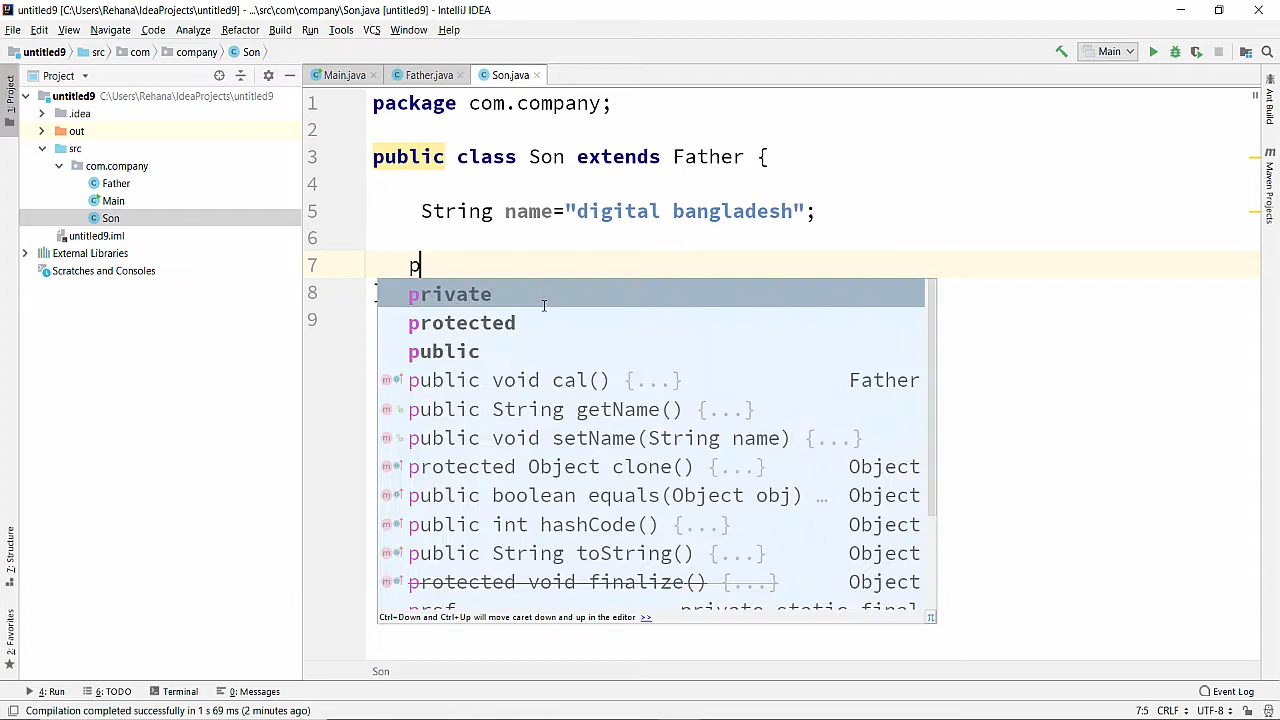 untitled9 [C:\Users\Rehana\IdeaProjects\untitled9] - ...\src\com\company\Son.java [untitled9] - IntelliJ IDEA
File Edit View Navigate Code Analyze Refactor Build Run Tools VCS Window Help
untitled9 src com company Son Main
1: Project
Project
Main.java Father.java Son.java
untitled9 C:\Users\Rehana\IdeaProjects\untitled9
.idea
out
src
com.company
Father
Main
Son
untitled9.iml
External Libraries
Scratches and Consoles
1 package com.company;
2
3 public class Son extends Father {
4
5 String name="digital bangladesh";
6
7 p
8
9
private
protected
public
public void cal() {...} Father
public String getName() {...}
public void setName(String name) {...}
protected Object clone() {...} Object
public boolean equals(Object obj) … Object
public int hashCode() {...} Object
public String toString() {...} Object
protected void finalize() {...} Object
Ctrl+Down and Ctrl+Up will move caret down and up in the editor >> π
Son
Ant Build
Maven Projects
Z: Structure
2: Favorites
4: Run 6: TODO Terminal 0: Messages Event Log
Compilation completed successfully in 1 s 69 ms (2 minutes ago) 7:5 CRLF UTF-8